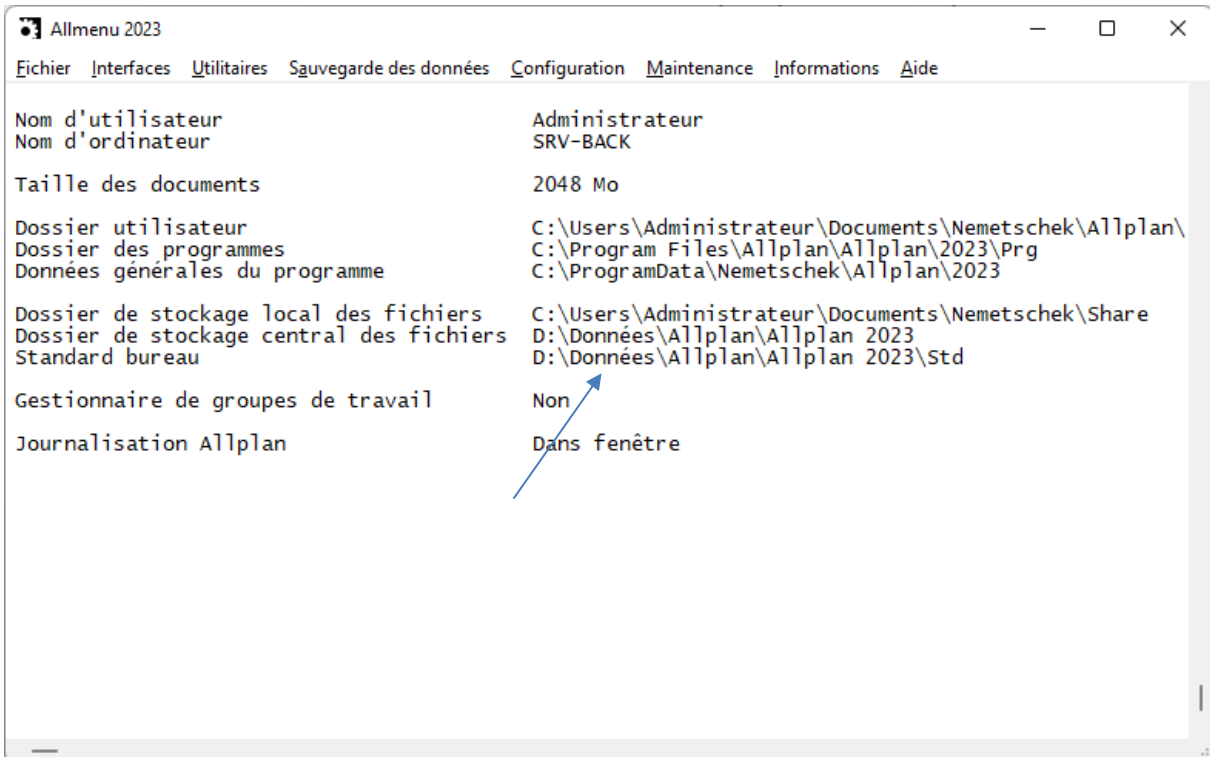 Allmenu 2023
Fichier Interfaces Utilitaires Sauvegarde des données Configuration Maintenance Informations Aide
Nom d'utilisateur Administrateur
Nom d'ordinateur SRV-BACK
Taille des documents 2048 Mo
Dossier utilisateur C:\Users\Administrateur\Documents\Nemetschek\Allplan\
Dossier des programmes C:\Program Files\Allplan\Allplan\2023\Prg
Données générales du programme C:\ProgramData\Nemetschek\Allplan\2023
Dossier de stockage local des fichiers C:\Users\Administrateur\Documents\Nemetschek\Share
Dossier de stockage central des fichiers D:\Données\Allplan\Allplan 2023
Standard bureau D:\Données\Allplan\Allplan 2023\Std
Gestionnaire de groupes de travail Non
Journalisation Allplan Dans fenêtre